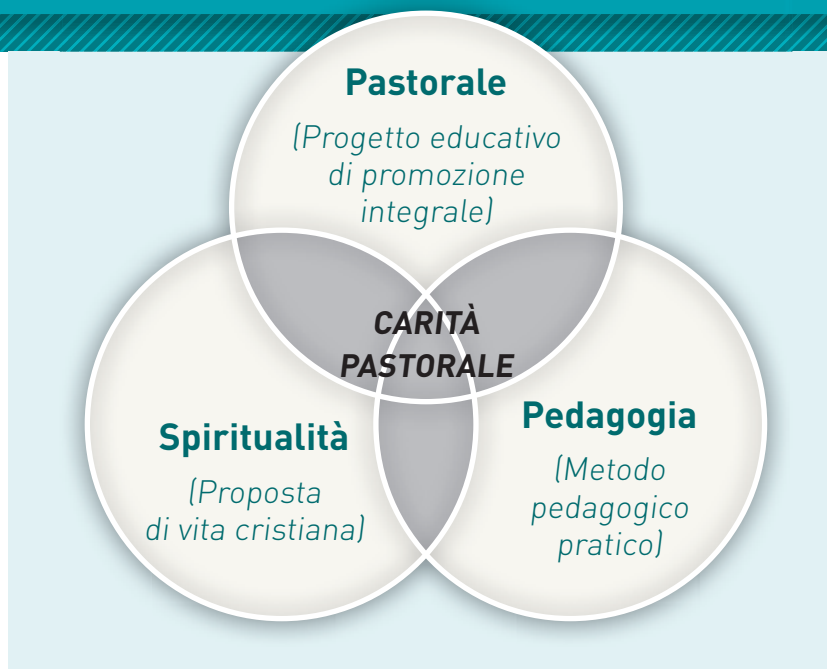 Pastorale
(Progetto educativo
di promozione
integrale)
CARITÀ
PASTORALE
Spiritualità
(Proposta
di vita cristiana)
Pedagogia
(Metodo
pedagogico
pratico)